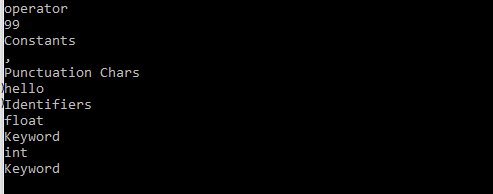 operator
99
Constants
,
Punctuation Chars
hello
Identifiers
float
Keyword
int
Keyword